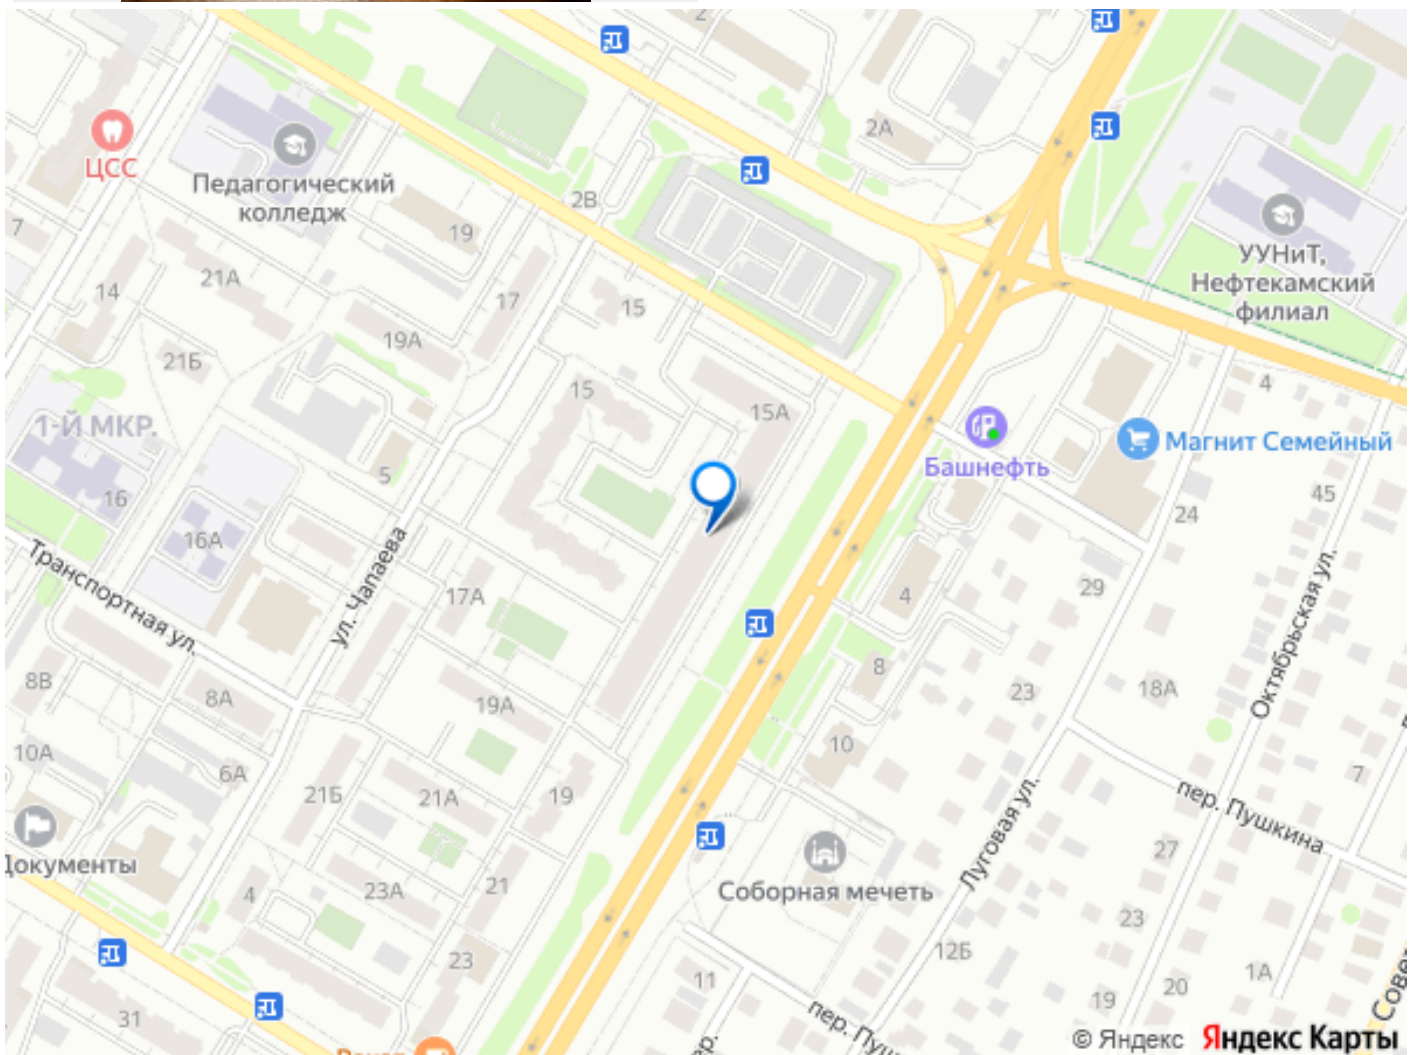 2
2А
ЦСС
Педагогический
колледж
2В
19
7
УУНиТ,
Нефтекамский
филиал
21А
14
17
15
19А
21Б
15
15А
4
1-Й МКР.
Башнефть
Магнит Семейный
5
16
45
24
16А
Транспортная ул.
ул. Чапаева
17А
4
29
Октябрьская ул.
8В
8А
8
23
18А
19А
10А
6А
10
7
21Б
21А
19
пер. Пушкина
Документы
Соборная мечеть
Луговая ул.
27
23А
21
4
23
12Б
23
11
1А
20
19
31
пер.
© Яндекс Яндекс Карты